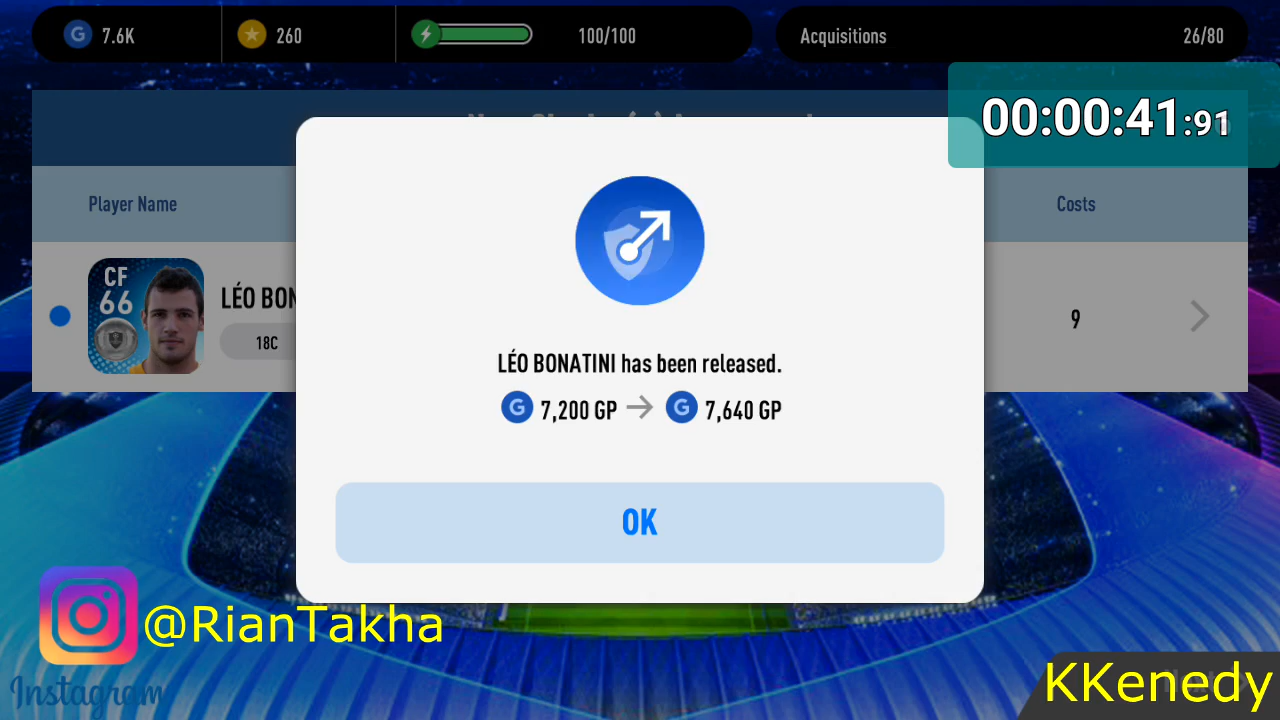 7.6K
260
100/100
Acquisitions
26/80
00:00:41:91
Player Name
Costs
CF
66
LÉO BON
18C
9
LÉO BONATINI has been released.
G 7,200 GP → G 7,640 GP
OK
@RianTakha
Instagram
KKenedy